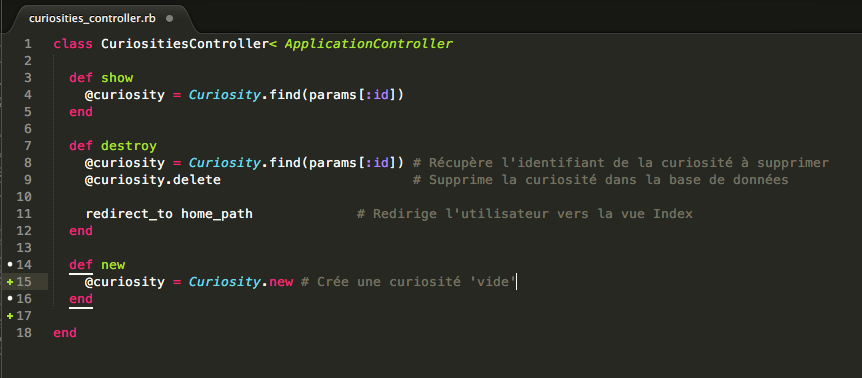 curiosities_controller.rb
1 class CuriositiesController< ApplicationController
2
3 def show
4 @curiosity = Curiosity.find(params[:id])
5 end
6
7 def destroy
8 @curiosity = Curiosity.find(params[:id]) # Récupère l'identifiant de la curiosité à supprimer
9 @curiosity.delete # Supprime la curiosité dans la base de données
10
11 redirect_to home_path # Redirige l'utilisateur vers la vue Index
12 end
13
14 def new
15 @curiosity = Curiosity.new # Crée une curiosité 'vide'
16 end
17
18 end